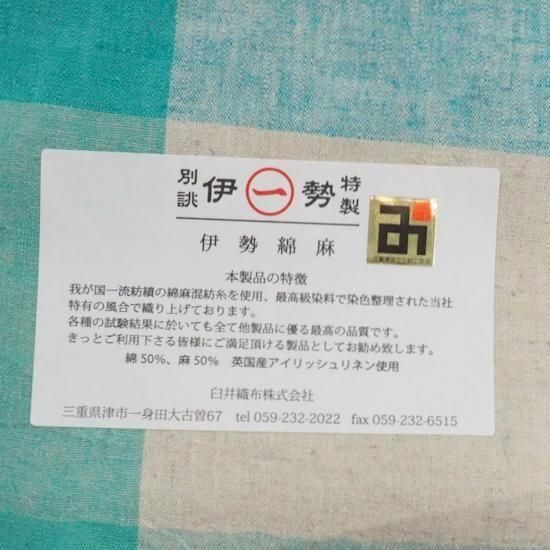 別誂 伊㊀勢 特製
伊勢綿麻
本製品の特徴
我が国一流紡績の綿麻混紡糸を使用、最高級染料で染色整理された当社
特有の風合で織り上げております。
各種の試験結果に於いても全て他製品に優る最高の品質です。
きっとご利用下さる皆様にご満足頂ける製品としてお勧め致します。
綿50%、麻50% 英国産アイリッシュリネン使用
臼井織布株式会社
三重県津市一身田大古曽67 tel 059-232-2022 fax 059-232-6515